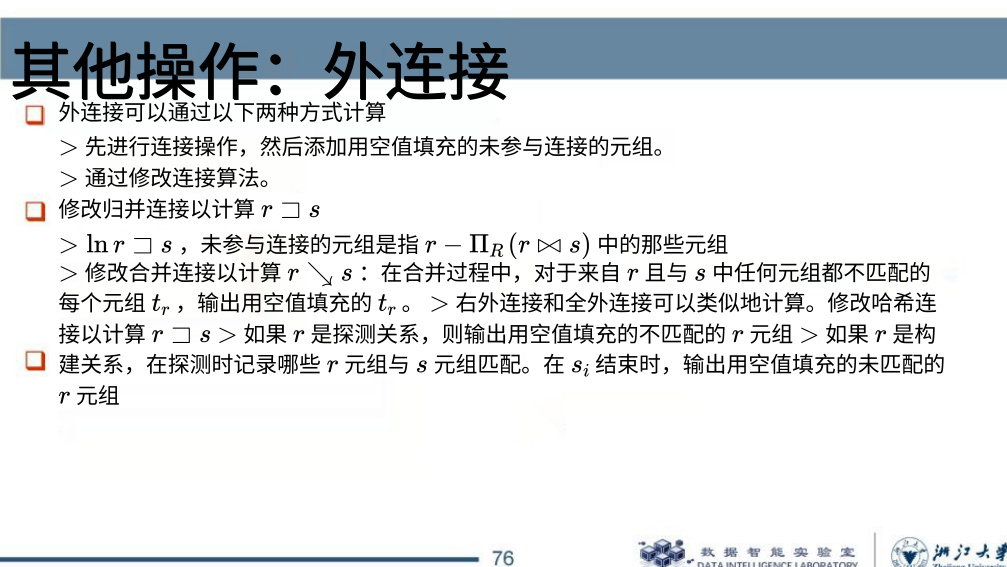 其他操作：外连接
❑ 外连接可以通过以下两种方式计算
> 先进行连接操作，然后添加用空值填充的未参与连接的元组。
> 通过修改连接算法。
❑ 修改归并连接以计算 r ⊐ s
> ln r ⊐ s ，未参与连接的元组是指 r − Π_R (r ⋈ s) 中的那些元组
> 修改合并连接以计算 r ↘ s ：在合并过程中，对于来自 r 且与 s 中任何元组都不匹配的
每个元组 t_r ，输出用空值填充的 t_r 。 > 右外连接和全外连接可以类似地计算。修改哈希连
接以计算 r ⊐ s > 如果 r 是探测关系，则输出用空值填充的不匹配的 r 元组 > 如果 r 是构
❑ 建关系，在探测时记录哪些 r 元组与 s 元组匹配。在 s_i 结束时，输出用空值填充的未匹配的
r 元组
76
数据智能实验室
DATA INTELLIGENCE LABORATORY
浙江大学
Zhejiang University